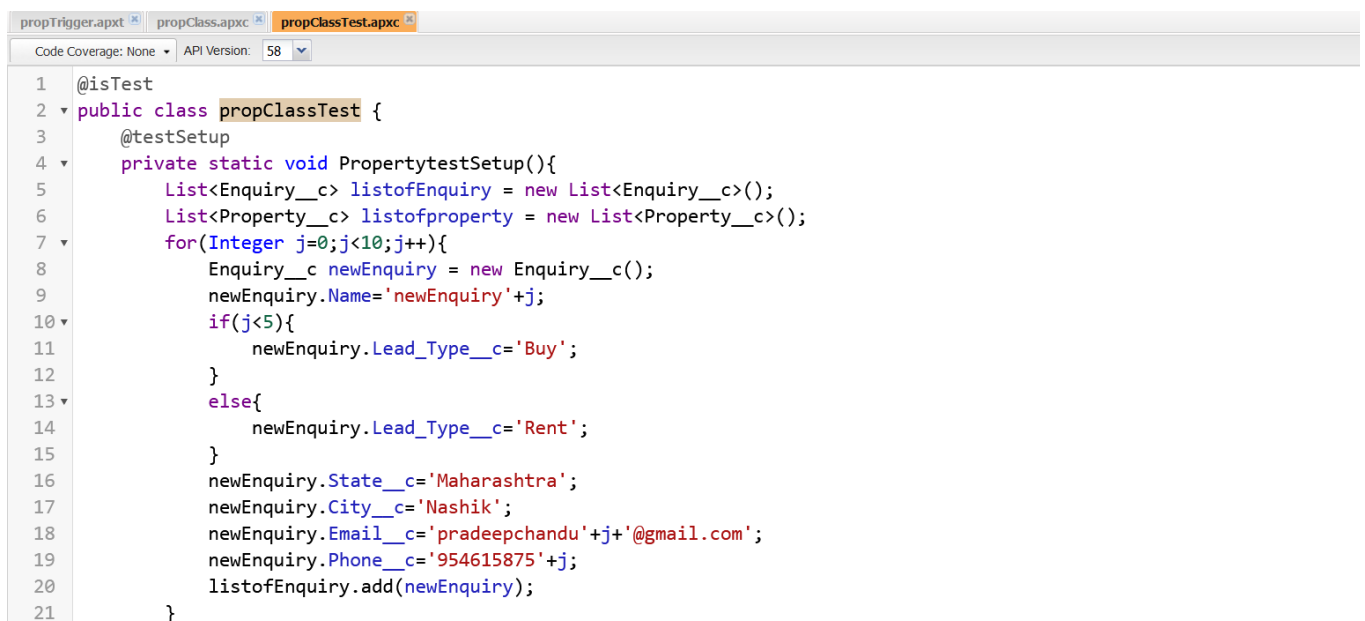 propTrigger.apxt propClass.apxc propClassTest.apxc
Code Coverage: None API Version: 58
1 @isTest
2 public class propClassTest {
3 @testSetup
4 private static void PropertytestSetup(){
5 List<Enquiry__c> listofEnquiry = new List<Enquiry__c>();
6 List<Property__c> listofproperty = new List<Property__c>();
7 for(Integer j=0;j<10;j++){
8 Enquiry__c newEnquiry = new Enquiry__c();
9 newEnquiry.Name='newEnquiry'+j;
10 if(j<5){
11 newEnquiry.Lead_Type__c='Buy';
12 }
13 else{
14 newEnquiry.Lead_Type__c='Rent';
15 }
16 newEnquiry.State__c='Maharashtra';
17 newEnquiry.City__c='Nashik';
18 newEnquiry.Email__c='pradeepchandu'+j+'@gmail.com';
19 newEnquiry.Phone__c='954615875'+j;
20 listofEnquiry.add(newEnquiry);
21 }